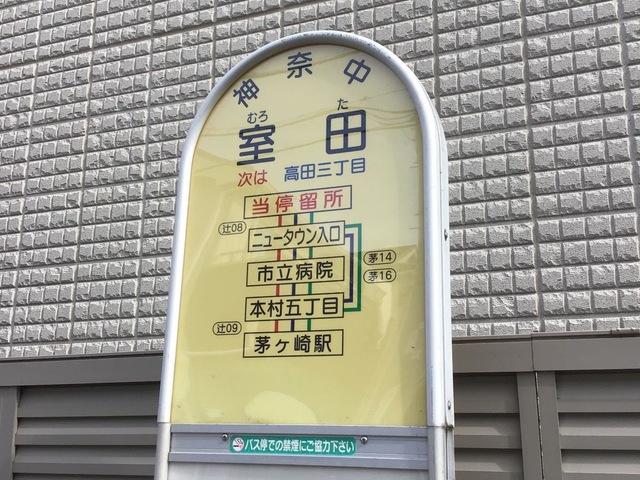 神奈中
むろ た
室田
次は 高田三丁目
当停留所
辻08
ニュータウン入口
茅14
市立病院
茅16
本村五丁目
辻09
茅ヶ崎駅
バス停での禁煙にご協力下さい